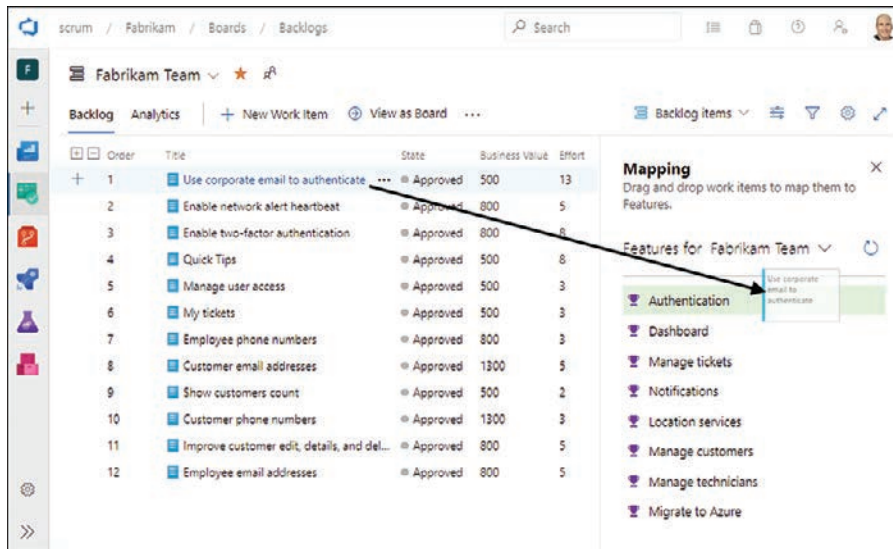 scrum / Fabrikam / Boards / Backlogs
Search
F
Fabrikam Team
Backlog Analytics + New Work Item View as Board ...
Backlog items
Order Title State Business Value Effort
+ 1 Use corporate email to authenticate ... Approved 500 13
2 Enable network alert heartbeat Approved 800 5
3 Enable two-factor authentication Approved 800 8
4 Quick Tips Approved 500 8
5 Manage user access Approved 500 3
6 My tickets Approved 500 3
7 Employee phone numbers Approved 800 3
8 Customer email addresses Approved 1300 5
9 Show customers count Approved 500 2
10 Customer phone numbers Approved 1300 3
11 Improve customer edit, details, and del... Approved 800 5
12 Employee email addresses Approved 800 5
Mapping
Drag and drop work items to map them to
Features.
Features for Fabrikam Team
Use corporate
email to
authenticate
Authentication
Dashboard
Manage tickets
Notifications
Location services
Manage customers
Manage technicians
Migrate to Azure